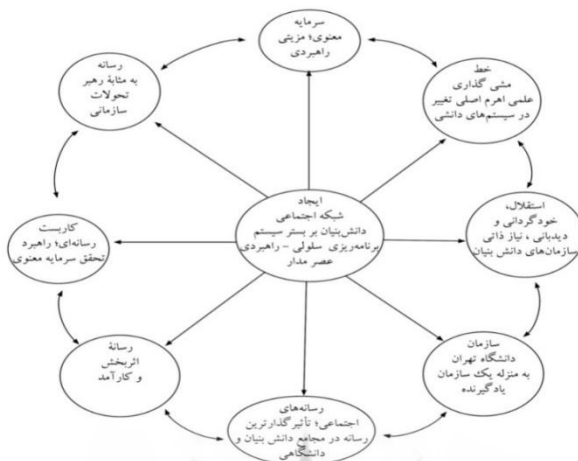 سرمایه
معنوی؛ مزیتی
راهبردی
خط
مشی گذاری
علمی اهرم اصلی تغییر
در سیستم‌های دانشی
استقلال،
خودگردانی و
دیدبانی ، نیاز ذاتی
سازمان‌های دانش بنیان
سازمان
دانشگاه تهران
به منزله یک سازمان
یادگیرنده
رسانه‌های
اجتماعی؛ تأثیرگذارترین
رسانه در مجامع دانش بنیان و
دانشگاهی
رسانهٔ
اثربخش
و کارآمد
کاربست
رسانه‌ای؛ راهبرد
تحقق سرمایه معنوی
رسانه
به مثابهٔ رهبر
تحولات
سازمانی
ایجاد
شبکه اجتماعی
دانش‌بنیان بر بستر سیستم
برنامه‌ریزی سلولی - راهبردی
عصر مدار